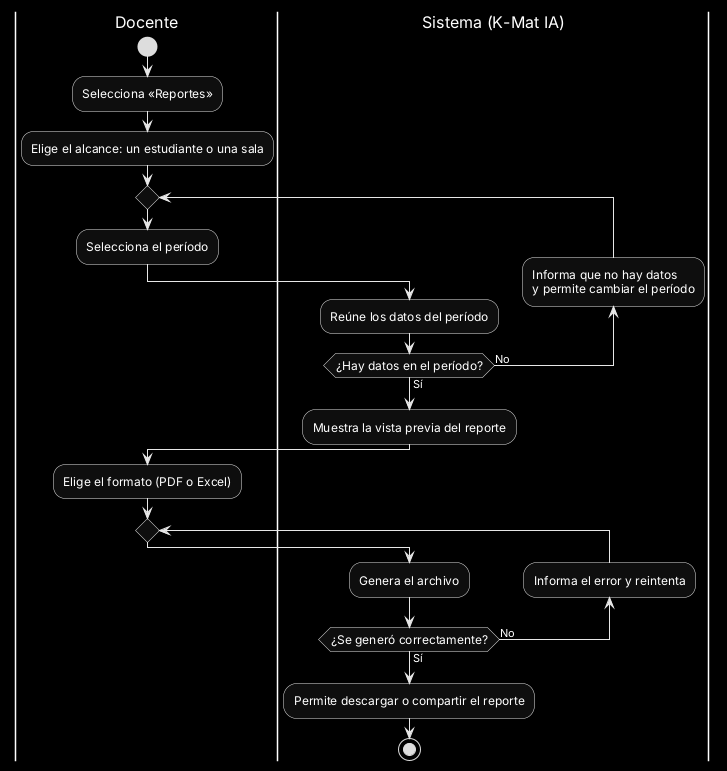 Docente
Sistema (K-Mat IA)
Selecciona «Reportes»
Elige el alcance: un estudiante o una sala
Selecciona el período
Informa que no hay datos
y permite cambiar el período
Reúne los datos del período
¿Hay datos en el período?
No
Sí
Muestra la vista previa del reporte
Elige el formato (PDF o Excel)
Genera el archivo
Informa el error y reintenta
¿Se generó correctamente?
No
Sí
Permite descargar o compartir el reporte